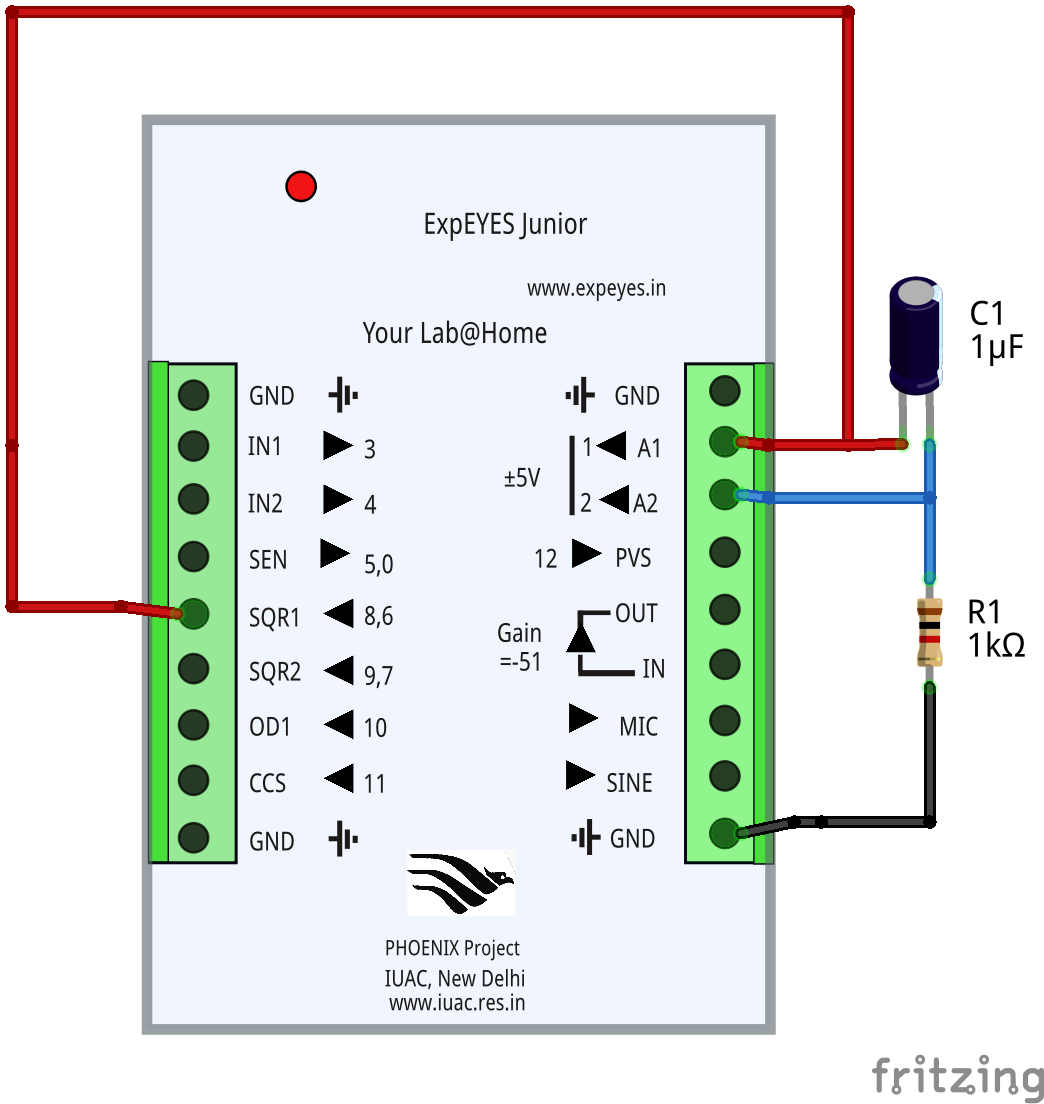 ExpEYES Junior
www.expeyes.in
Your Lab@Home
C1
1µF
GND
GND
IN1
3
1
A1
±5V
IN2
4
2
A2
SEN
5,0
12
PVS
SQR1
8,6
OUT
Gain
=-51
IN
SQR2
9,7
R1
1kΩ
OD1
10
MIC
CCS
11
SINE
GND
GND
PHOENIX Project
IUAC, New Delhi
www.iuac.res.in
fritzing